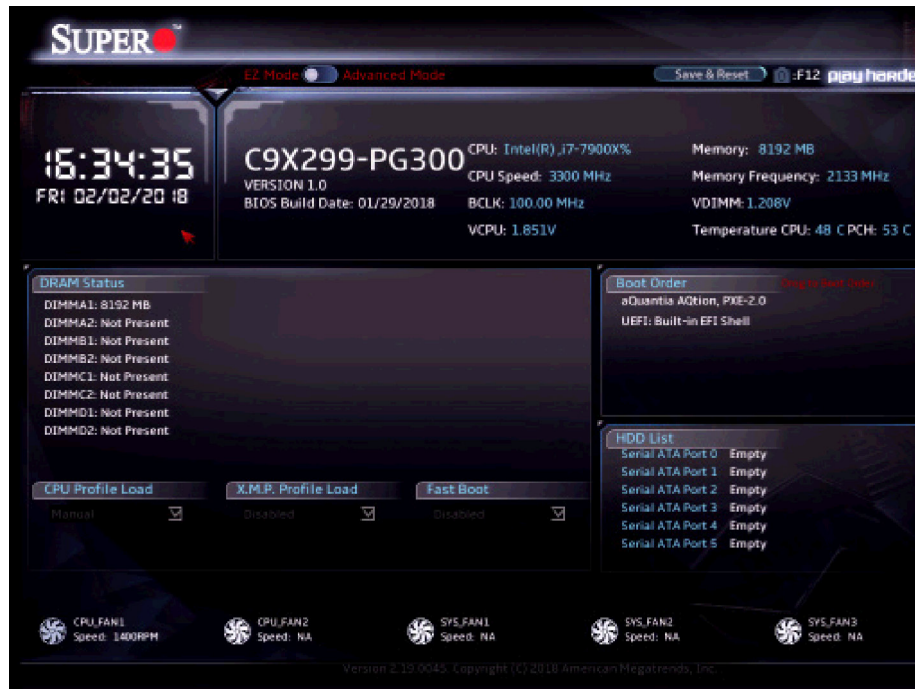 SUPER
EZ Mode Advanced Mode
Save & Reset :F12 play harde
16:34:35
FRI 02/02/2018
C9X299-PG300
VERSION 1.0
BIOS Build Date: 01/29/2018
CPU: Intel(R) ,i7-7900X%
CPU Speed: 3300 MHz
BCLK: 100.00 MHz
VCPU: 1.851V
Memory: 8192 MB
Memory Frequency: 2133 MHz
VDIMM: 1.208V
Temperature CPU: 48 C PCH: 53 C
DRAM Status
DIMMA1: 8192 MB
DIMMA2: Not Present
DIMMB1: Not Present
DIMMB2: Not Present
DIMMC1: Not Present
DIMMC2: Not Present
DIMMD1: Not Present
DIMMD2: Not Present
CPU Profile Load
Manual
X.M.P. Profile Load
Disabled
Fast Boot
Disabled
Boot Order
aQuantia AQtion, PXE-2.0
UEFI: Built-in EFI Shell
HDD List
Serial ATA Port 0 Empty
Serial ATA Port 1 Empty
Serial ATA Port 2 Empty
Serial ATA Port 3 Empty
Serial ATA Port 4 Empty
Serial ATA Port 5 Empty
CPU_FAN1
Speed: 1400RPM
CPU_FAN2
Speed: NA
SYS_FAN1
Speed: NA
SYS_FAN2
Speed: NA
SYS_FAN3
Speed: NA
Version 2.19.0045. Copyright (C) 2018 American Megatrends, Inc.